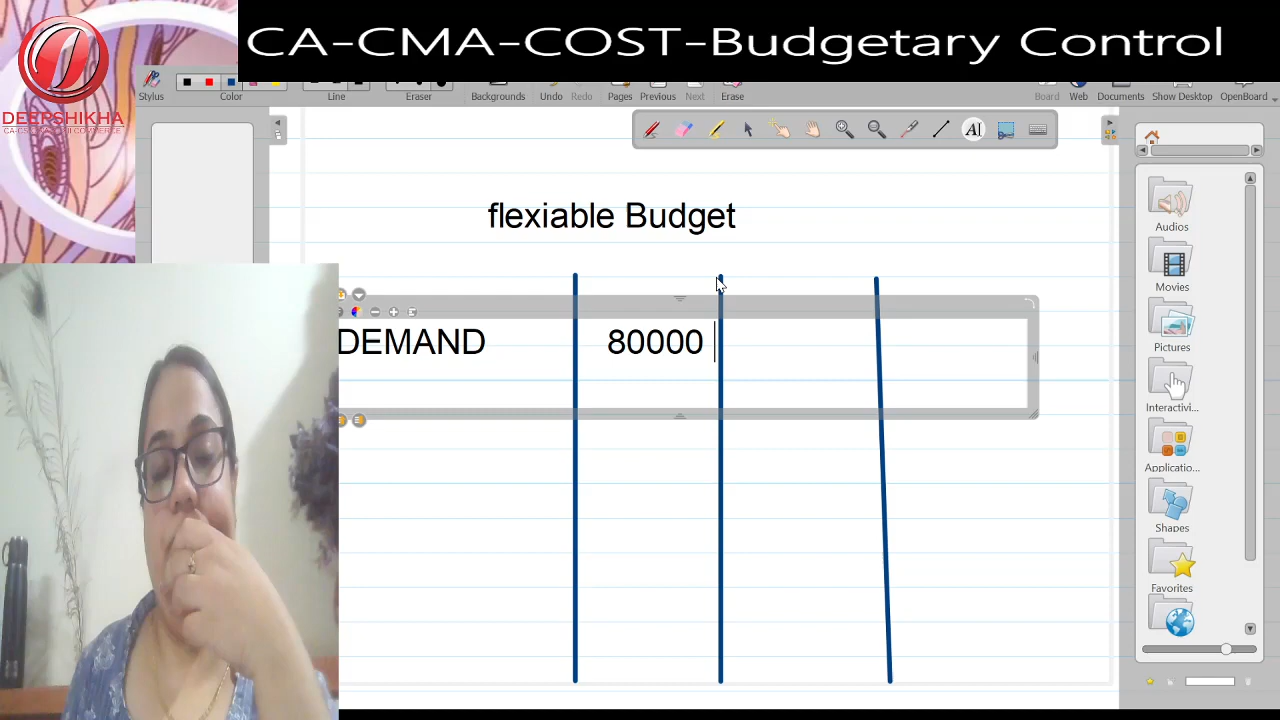 CA-CMA-COST-Budgetary Control
DEEPSHIKHA
Stylus
Color
Line
Eraser
Backgrounds
Undo
Redo
Pages
Previous
Next
Erase
Board
Web
Documents
Show Desktop
OpenBoard
flexiable Budget
DEMAND 80000
Audios
Movies
Pictures
Interactivi...
Applicatio...
Shapes
Favorites